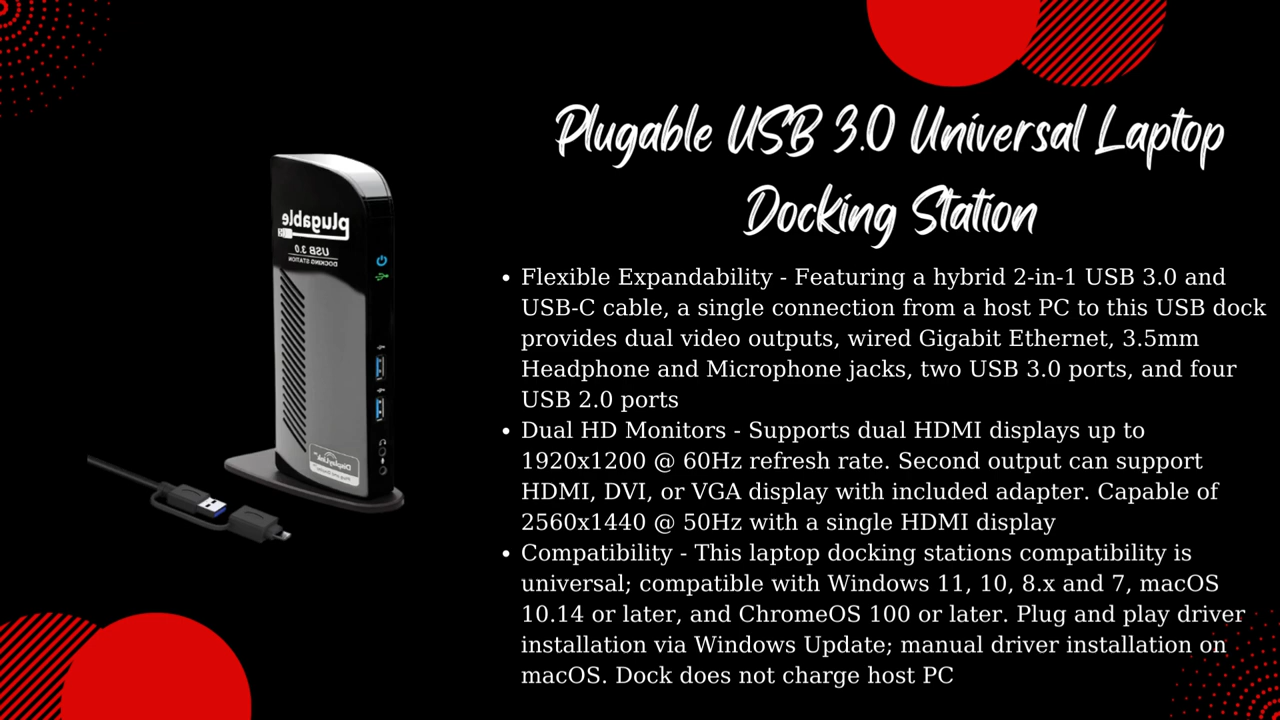 Plugable USB 3.0 Universal Laptop
Docking Station
plugable
USB 3.0
DOCKING STATION
DisplayLink
• Flexible Expandability - Featuring a hybrid 2-in-1 USB 3.0 and
USB-C cable, a single connection from a host PC to this USB dock
provides dual video outputs, wired Gigabit Ethernet, 3.5mm
Headphone and Microphone jacks, two USB 3.0 ports, and four
USB 2.0 ports
• Dual HD Monitors - Supports dual HDMI displays up to
1920x1200 @ 60Hz refresh rate. Second output can support
HDMI, DVI, or VGA display with included adapter. Capable of
2560x1440 @ 50Hz with a single HDMI display
• Compatibility - This laptop docking stations compatibility is
universal; compatible with Windows 11, 10, 8.x and 7, macOS
10.14 or later, and ChromeOS 100 or later. Plug and play driver
installation via Windows Update; manual driver installation on
macOS. Dock does not charge host PC